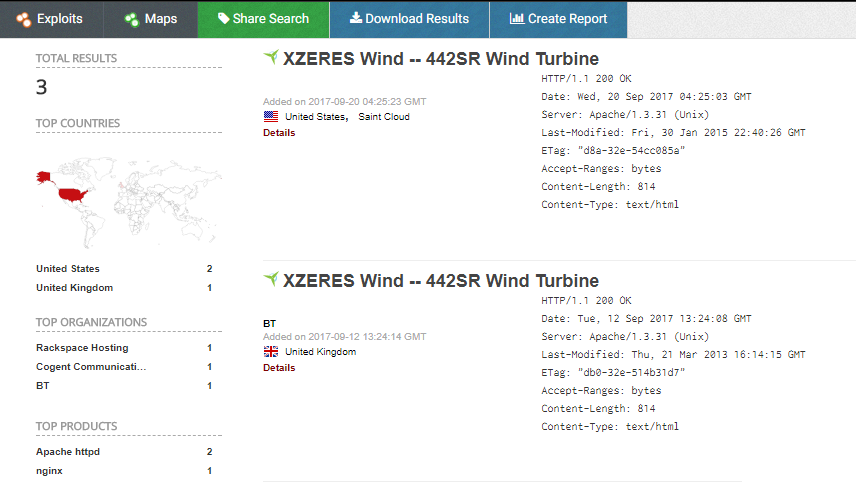 Exploits Maps Share Search Download Results Create Report
TOTAL RESULTS
3
TOP COUNTRIES
United States 2
United Kingdom 1
TOP ORGANIZATIONS
Rackspace Hosting 1
Cogent Communicati... 1
BT 1
TOP PRODUCTS
Apache httpd 2
nginx 1
XZERES Wind -- 442SR Wind Turbine
Added on 2017-09-20 04:25:23 GMT
United States, Saint Cloud
Details
HTTP/1.1 200 OK
Date: Wed, 20 Sep 2017 04:25:03 GMT
Server: Apache/1.3.31 (Unix)
Last-Modified: Fri, 30 Jan 2015 22:40:26 GMT
ETag: "d8a-32e-54cc085a"
Accept-Ranges: bytes
Content-Length: 814
Content-Type: text/html
XZERES Wind -- 442SR Wind Turbine
BT
Added on 2017-09-12 13:24:14 GMT
United Kingdom
Details
HTTP/1.1 200 OK
Date: Tue, 12 Sep 2017 13:24:08 GMT
Server: Apache/1.3.31 (Unix)
Last-Modified: Thu, 21 Mar 2013 16:14:15 GMT
ETag: "db0-32e-514b31d7"
Accept-Ranges: bytes
Content-Length: 814
Content-Type: text/html